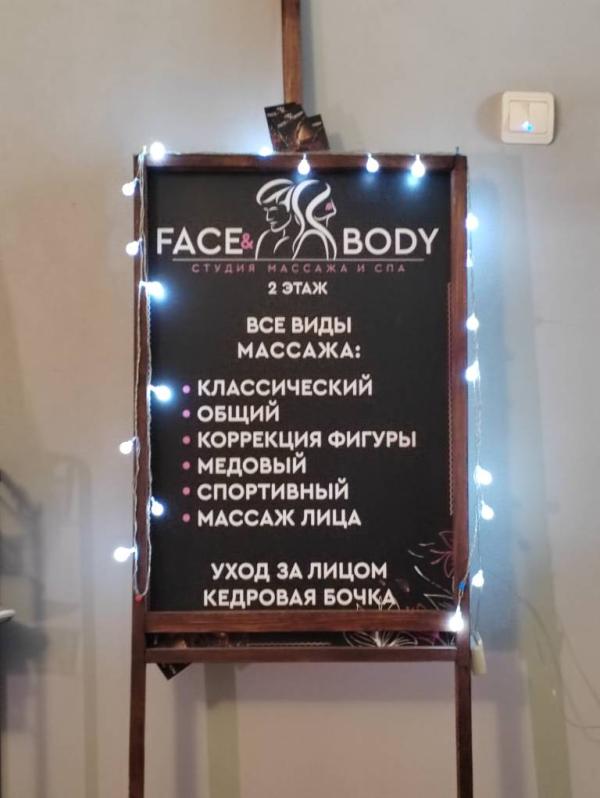 FACE & BODY
СТУДИЯ МАССАЖА И СПА
2 ЭТАЖ
ВСЕ ВИДЫ
МАССАЖА:
• КЛАССИЧЕСКИЙ
• ОБЩИЙ
• КОРРЕКЦИЯ ФИГУРЫ
• МЕДОВЫЙ
• СПОРТИВНЫЙ
• МАССАЖ ЛИЦА
УХОД ЗА ЛИЦОМ
КЕДРОВАЯ БОЧКА